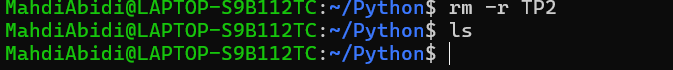 MahdiAbidi@LAPTOP-S9B112TC:~/Python$ rm -r TP2
MahdiAbidi@LAPTOP-S9B112TC:~/Python$ ls
MahdiAbidi@LAPTOP-S9B112TC:~/Python$